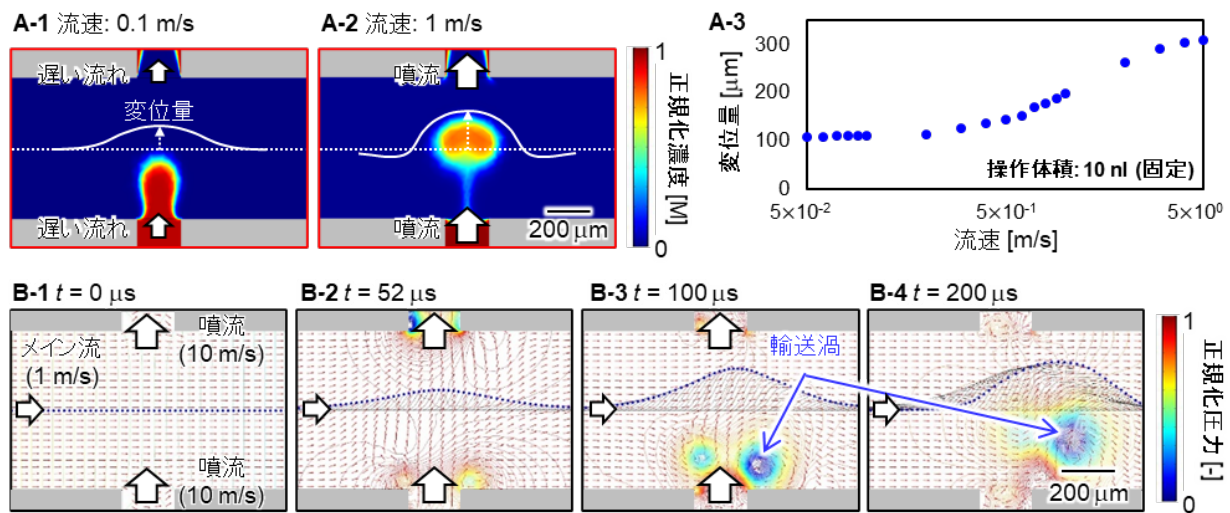 A-1 流速: 0.1 m/s
遅い流れ
変位量
遅い流れ
A-2 流速: 1 m/s
噴流
噴流
200 μm
1
0
正規化濃度 [M]
A-3
変位量 [μm]
300
200
100
0
操作体積: 10 nl (固定)
5×10⁻²
5×10⁻¹
5×10⁰
流速 [m/s]
B-1 t = 0 μs
噴流
(10 m/s)
メイン流
(1 m/s)
噴流
(10 m/s)
B-2 t = 52 μs
B-3 t = 100 μs
輸送渦
B-4 t = 200 μs
200 μm
1
0
正規化圧力 [-]